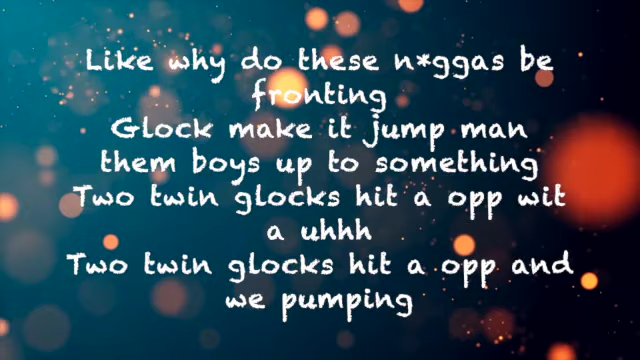 Like why do these n*ggas be
fronting
Glock make it jump man
them boys up to something
Two twin glocks hit a opp wit
a uhhh
Two twin glocks hit a opp and
we pumping